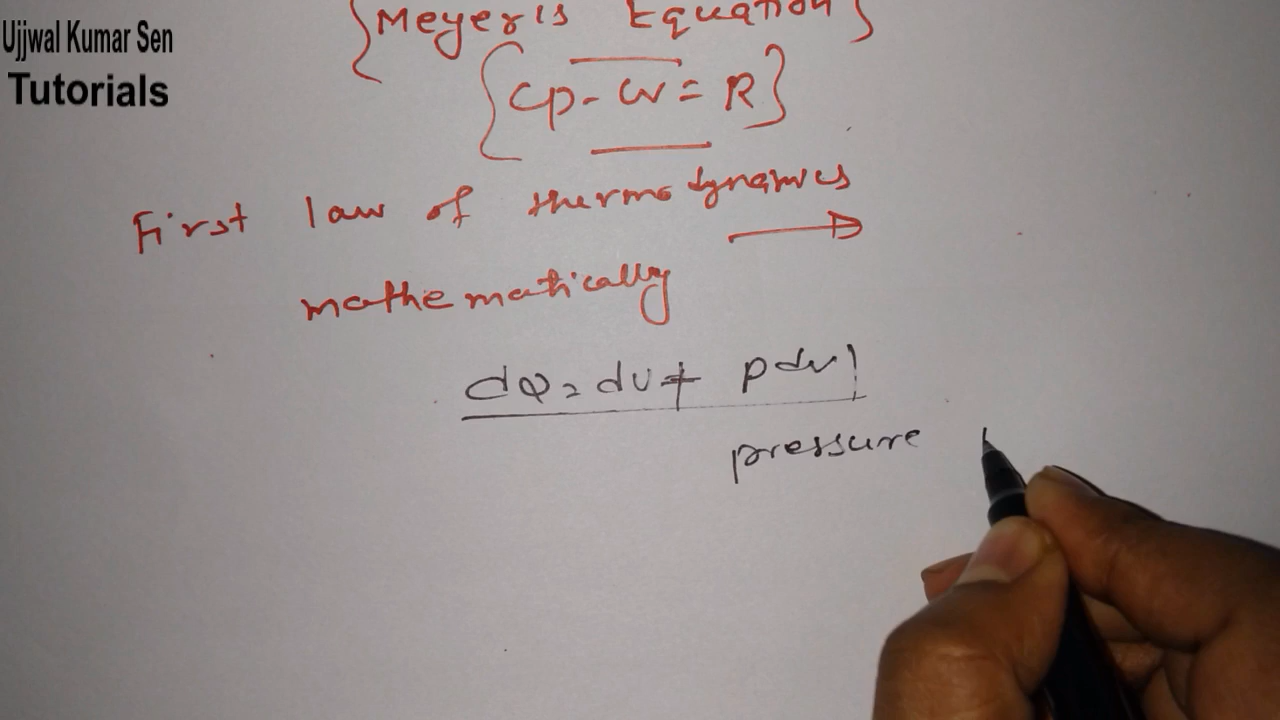 Ujjwal Kumar Sen
Tutorials
{Meyer's Equation}
{Cp - Cv = R}
First law of thermodynamics
mathematically
dQ = dU + pdv
pressure